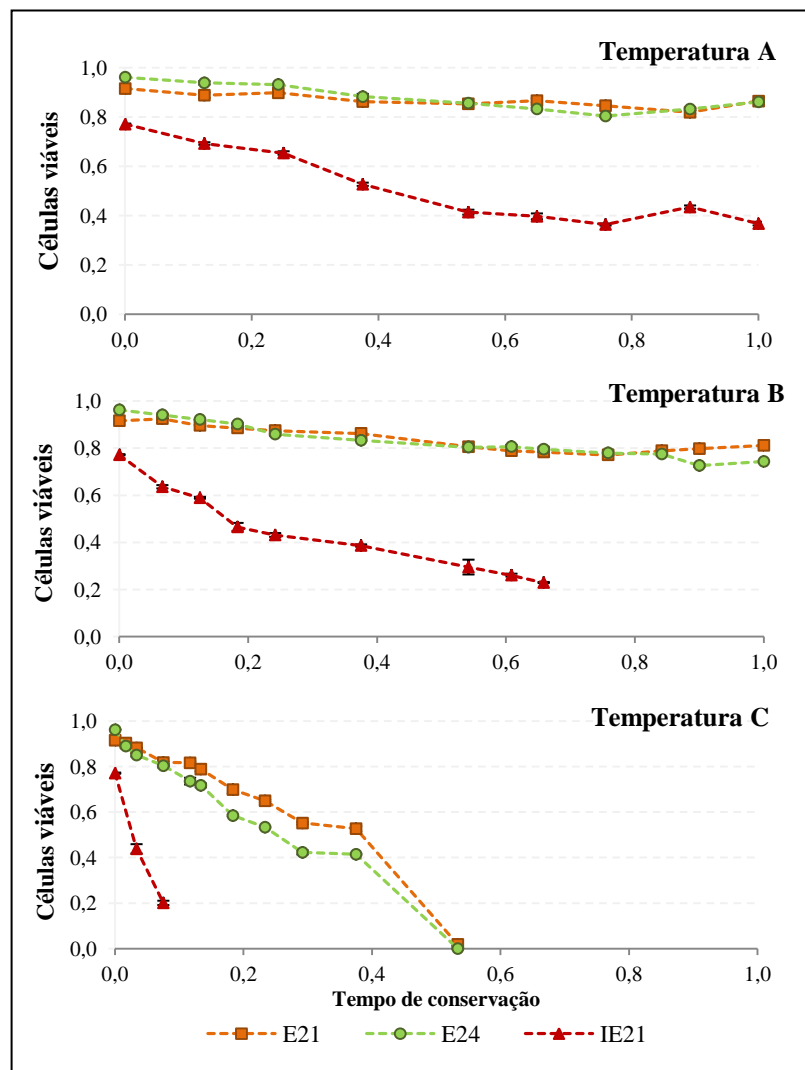 Temperatura A
Células viáveis
1,0
0,8
0,6
0,4
0,2
0,0
0,0 0,2 0,4 0,6 0,8 1,0
Temperatura B
Células viáveis
1,0
0,8
0,6
0,4
0,2
0,0
0,0 0,2 0,4 0,6 0,8 1,0
Temperatura C
Células viáveis
1,0
0,8
0,6
0,4
0,2
0,0
0,0 0,2 0,4 0,6 0,8 1,0
Tempo de conservação
E21 E24 IE21